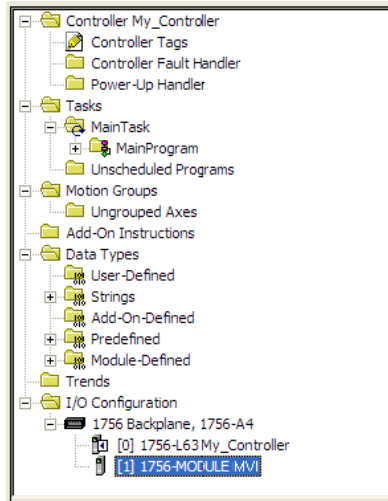 Controller My_Controller
Controller Tags
Controller Fault Handler
Power-Up Handler
Tasks
MainTask
MainProgram
Unscheduled Programs
Motion Groups
Ungrouped Axes
Add-On Instructions
Data Types
User-Defined
Strings
Add-On-Defined
Predefined
Module-Defined
Trends
I/O Configuration
1756 Backplane, 1756-A4
[0] 1756-L63 My_Controller
[1] 1756-MODULE MVI